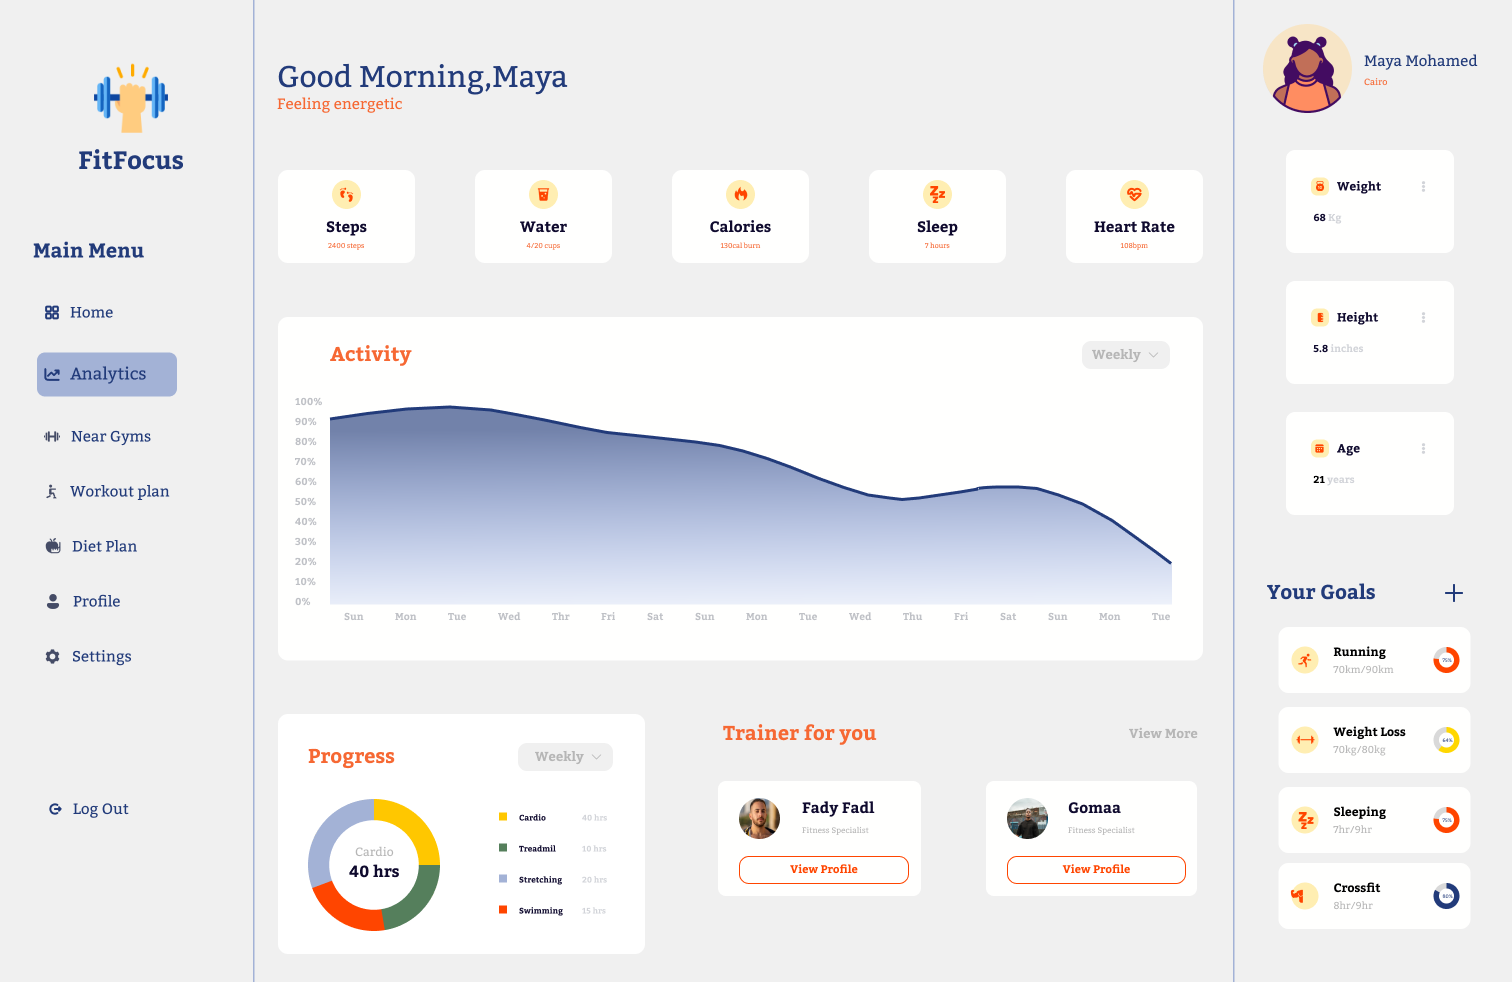 FitFocus
Main Menu
Home
Analytics
Near Gyms
Workout plan
Diet Plan
Profile
Settings
Log Out
Good Morning,Maya
Feeling energetic
Steps
2400 steps
Water
4/20 cups
Calories
130cal burn
Sleep
7 hours
Heart Rate
108bpm
Activity
Weekly
100%
90%
80%
70%
60%
50%
40%
30%
20%
10%
0%
Sun Mon Tue Wed Thr Fri Sat Sun Mon Tue Wed Thu Fri Sat Sun Mon Tue
Progress
Weekly
Cardio
40 hrs
Cardio 40 hrs
Treadmil 10 hrs
Stretching 20 hrs
Swimming 15 hrs
Trainer for you
View More
Fady Fadl
Fitness Specialist
View Profile
Gomaa
Fitness Specialist
View Profile
Maya Mohamed
Cairo
Weight
68 Kg
Height
5.8 inches
Age
21 years
Your Goals
Running
70km/90km
75%
Weight Loss
70kg/80kg
64%
Sleeping
7hr/9hr
75%
Crossfit
8hr/9hr
80%